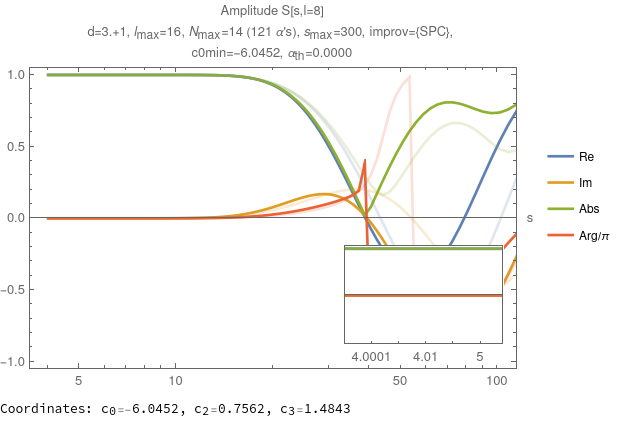 Amplitude S[s,l=8]
d=3.+1, lmax=16, Nmax=14 (121 α's), smax=300, improv={SPC},
c0min=−6.0452, αth=0.0000
1.0
0.5
0.0
−0.5
−1.0
5
10
50
100
s
Re
Im
Abs
Arg/π
4.0001
4.01
5
Coordinates: c0=−6.0452, c2=0.7562, c3=1.4843